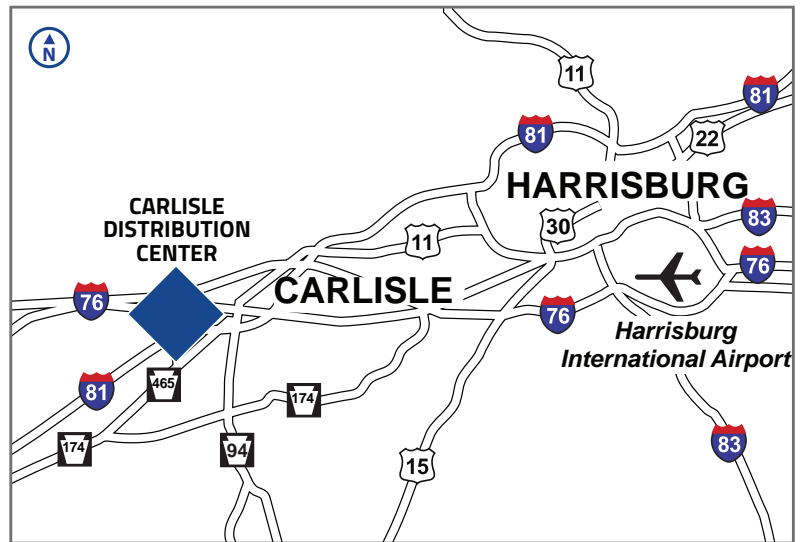 N
11
81
81
22
HARRISBURG
CARLISLE
DISTRIBUTION
CENTER
30
83
11
76
CARLISLE
76
76
Harrisburg
International Airport
465
81
174
174
94
15
83